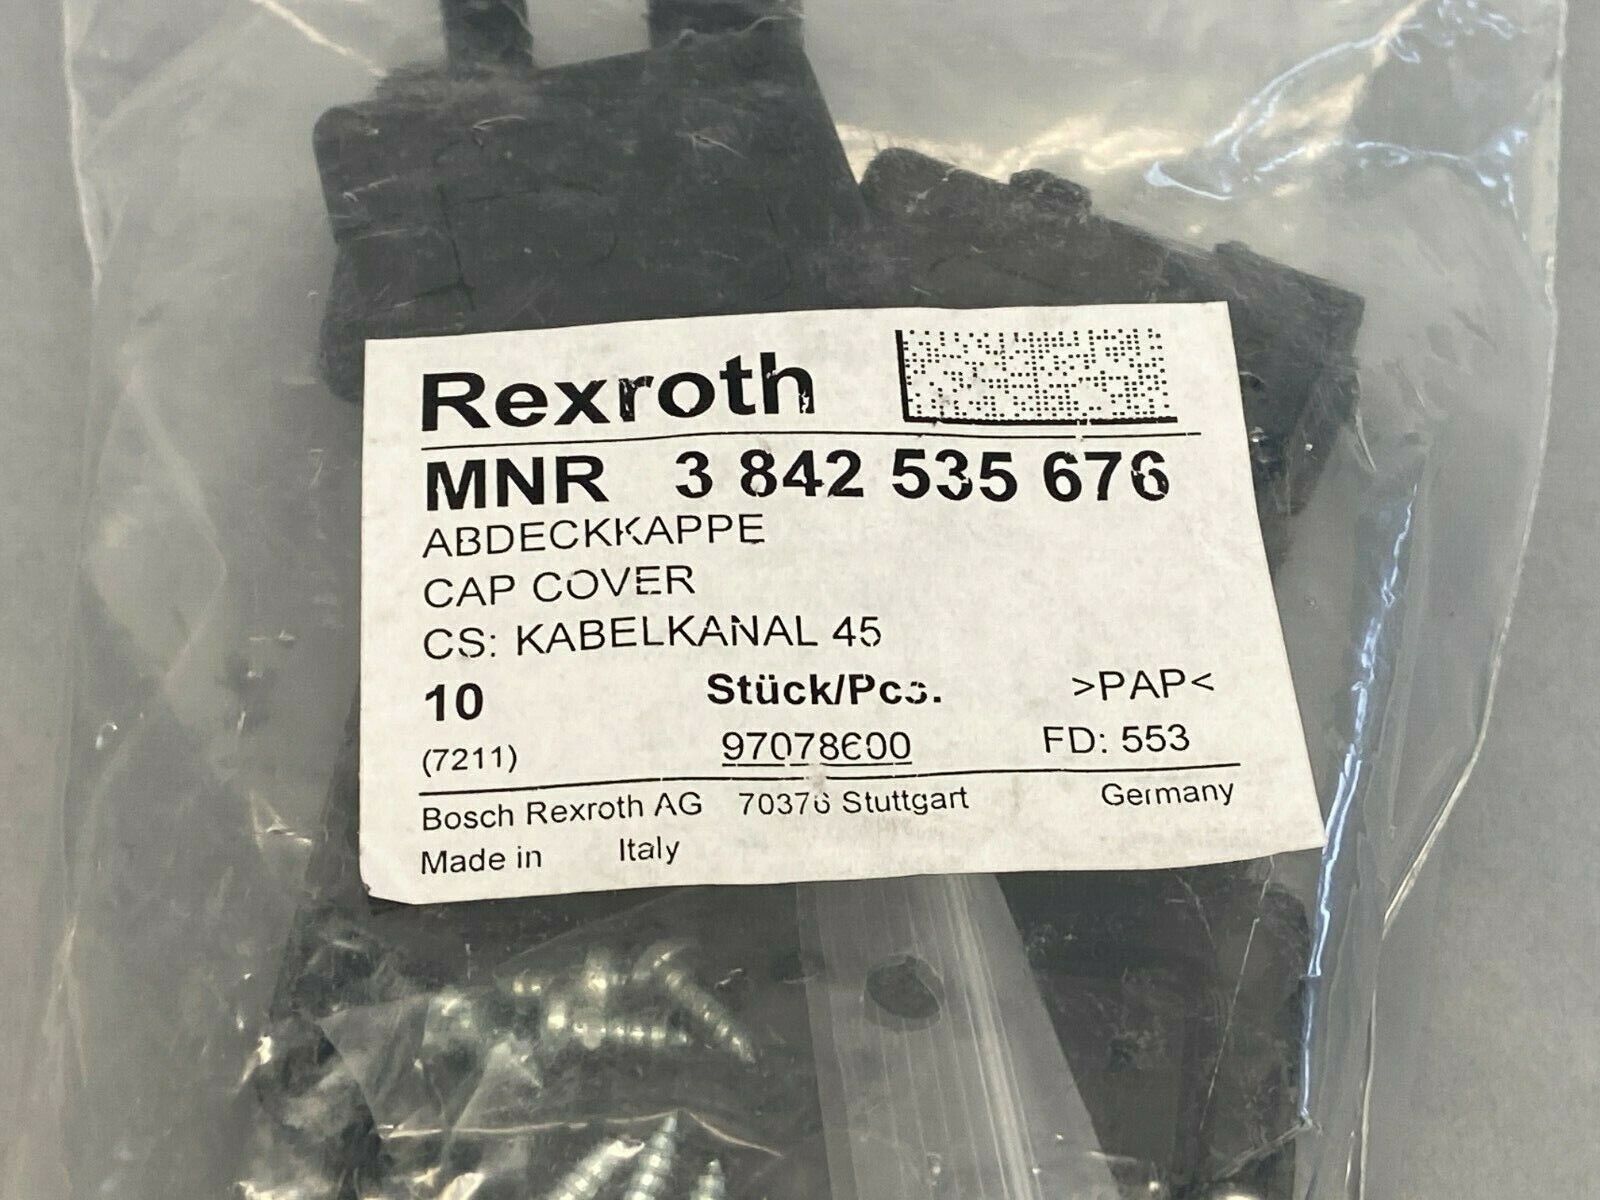 Rexroth
MNR 3 842 535 676
ABDECKKAPPE
CAP COVER
CS: KABELKANAL 45
10 Stück/Pcs. >PAP<
(7211) 97078600 FD: 553
Bosch Rexroth AG 70376 Stuttgart Germany
Made in Italy